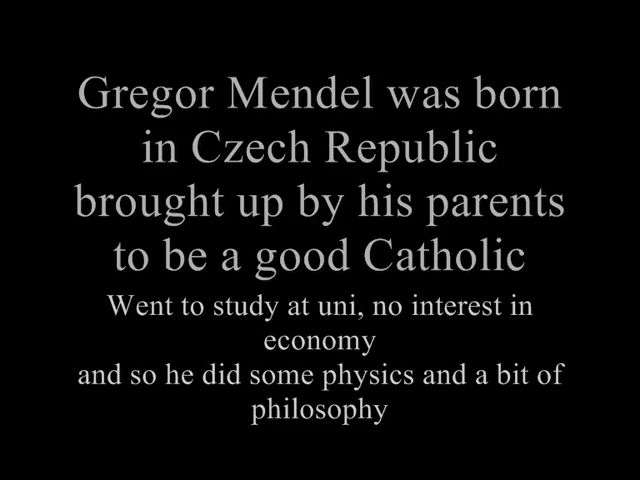 Gregor Mendel was born
in Czech Republic
brought up by his parents
to be a good Catholic
Went to study at uni, no interest in
economy
and so he did some physics and a bit of
philosophy